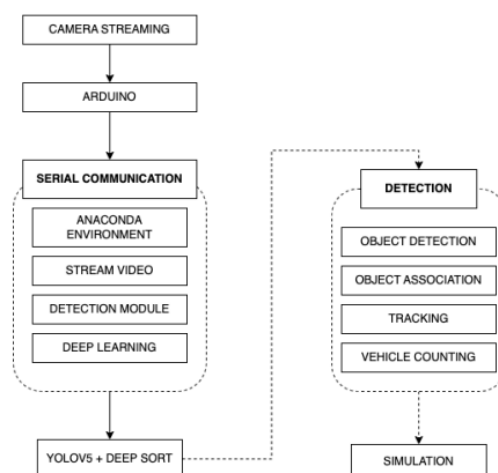 CAMERA STREAMING
ARDUINO
SERIAL COMMUNICATION
ANACONDA
ENVIRONMENT
STREAM VIDEO
DETECTION MODULE
DEEP LEARNING
YOLOV5 + DEEP SORT
DETECTION
OBJECT DETECTION
OBJECT ASSOCIATION
TRACKING
VEHICLE COUNTING
SIMULATION